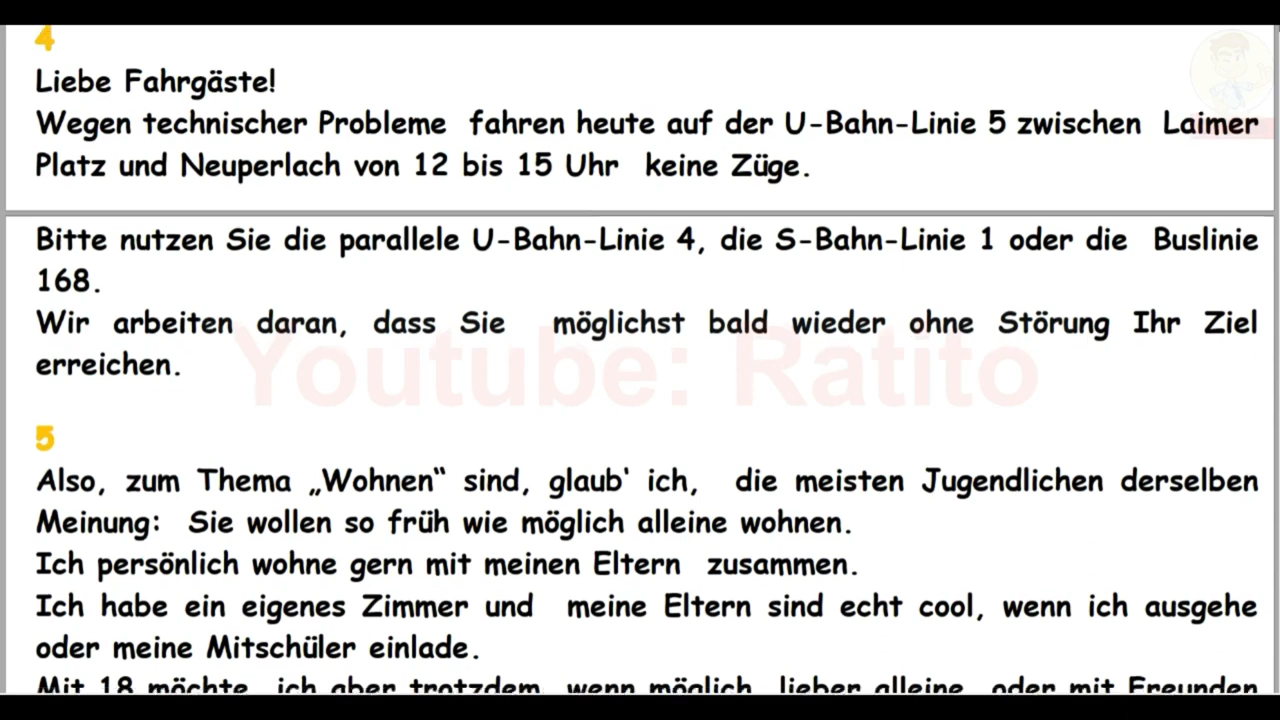 4
Liebe Fahrgäste!
Wegen technischer Probleme fahren heute auf der U-Bahn-Linie 5 zwischen Laimer
Platz und Neuperlach von 12 bis 15 Uhr keine Züge.
Bitte nutzen Sie die parallele U-Bahn-Linie 4, die S-Bahn-Linie 1 oder die Buslinie
168.
Wir arbeiten daran, dass Sie möglichst bald wieder ohne Störung Ihr Ziel
erreichen.
Youtube: Ratito
5
Also, zum Thema „Wohnen“ sind, glaub' ich, die meisten Jugendlichen derselben
Meinung: Sie wollen so früh wie möglich alleine wohnen.
Ich persönlich wohne gern mit meinen Eltern zusammen.
Ich habe ein eigenes Zimmer und meine Eltern sind echt cool, wenn ich ausgehe
oder meine Mitschüler einlade.
Mit 18 möchte ich aber trotzdem, wenn möglich, lieber alleine oder mit Freunden